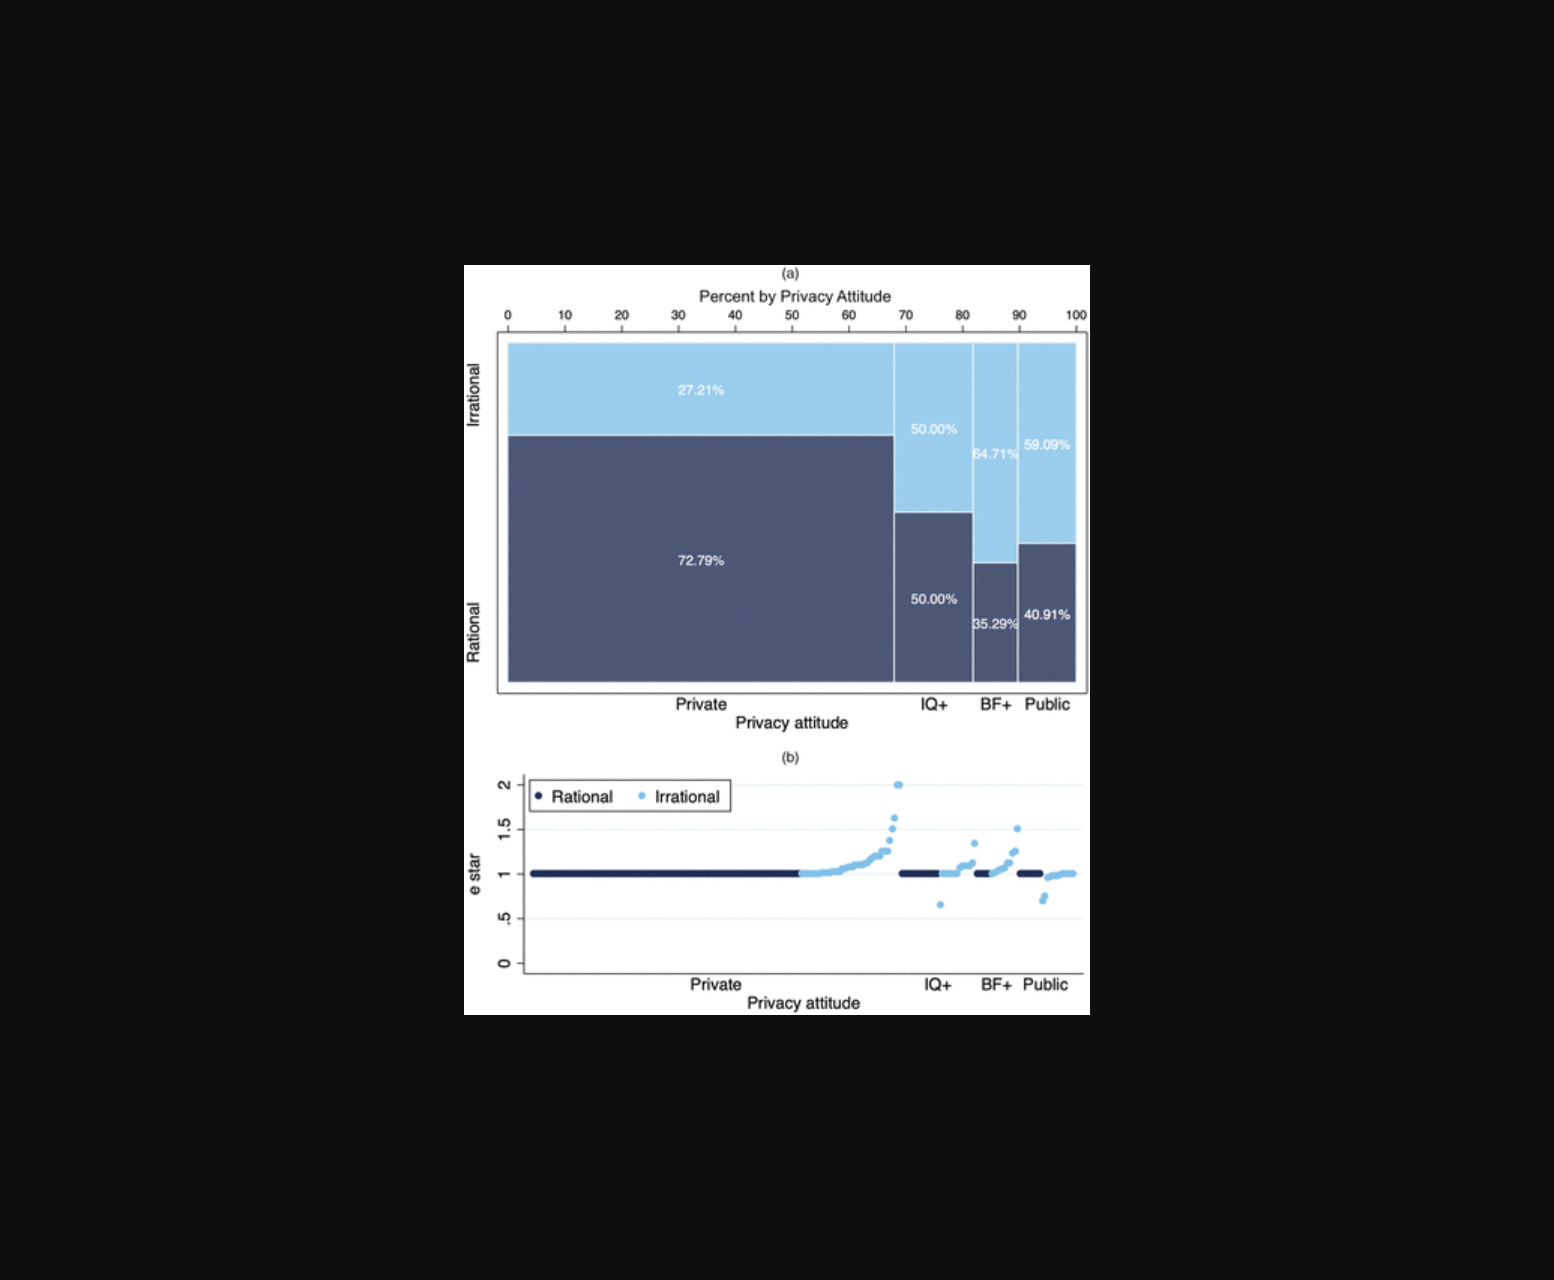 (a)
Percent by Privacy Attitude
0 10 20 30 40 50 60 70 80 90 100
Irrational
27.21%
50.00%
64.71%
59.09%
Rational
72.79%
50.00%
35.29%
40.91%
Private IQ+ BF+ Public
Privacy attitude
(b)
e star
2
1.5
1
.5
0
Rational Irrational
Private IQ+ BF+ Public
Privacy attitude